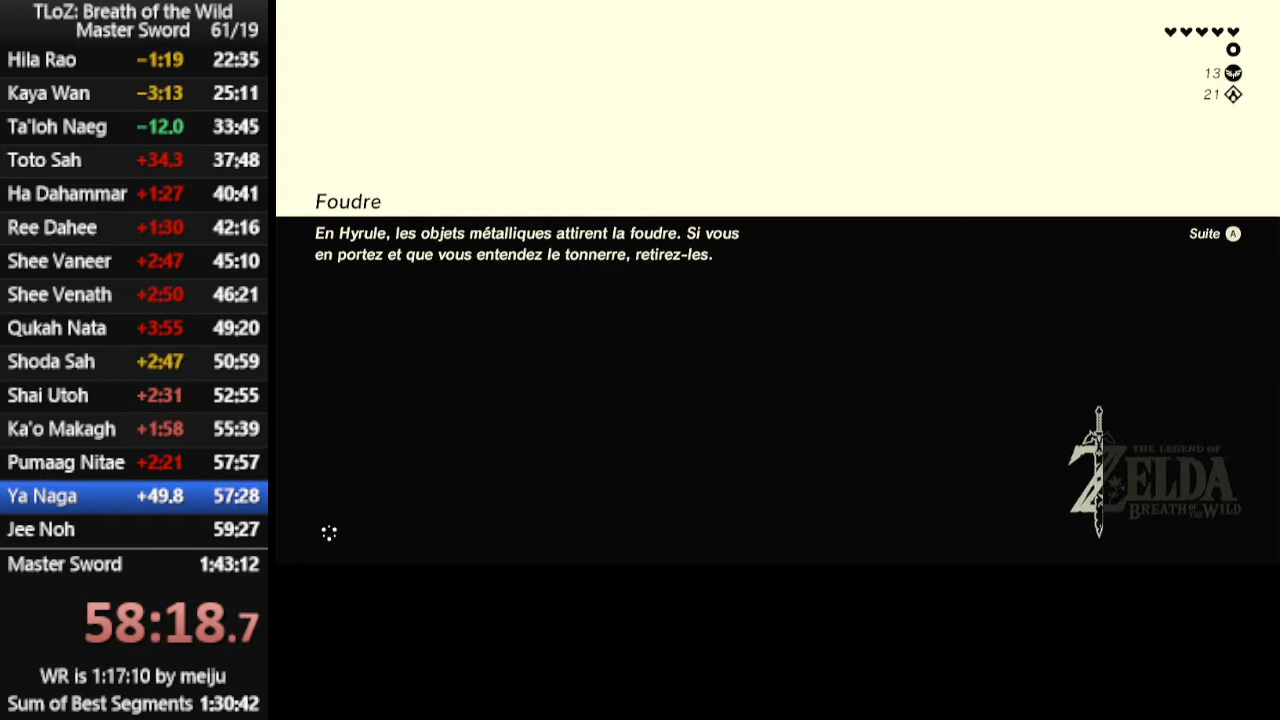 TLoZ: Breath of the Wild
Master Sword 61/19
Hila Rao −1:19 22:35
Kaya Wan −3:13 25:11
Ta'loh Naeg −12.0 33:45
Toto Sah +34.3 37:48
Ha Dahammar +1:27 40:41
Ree Dahee +1:30 42:16
Shee Vaneer +2:47 45:10
Shee Venath +2:50 46:21
Qukah Nata +3:55 49:20
Shoda Sah +2:47 50:59
Shai Utoh +2:31 52:55
Ka'o Makagh +1:58 55:39
Pumaag Nitae +2:21 57:57
Ya Naga +49.8 57:28
Jee Noh 59:27
Master Sword 1:43:12
58:18.7
WR is 1:17:10 by meiju
Sum of Best Segments 1:30:42
13
21
Foudre
En Hyrule, les objets métalliques attirent la foudre. Si vous
en portez et que vous entendez le tonnerre, retirez-les.
Suite A
THE LEGEND OF
ZELDA
BREATH OF THE WILD